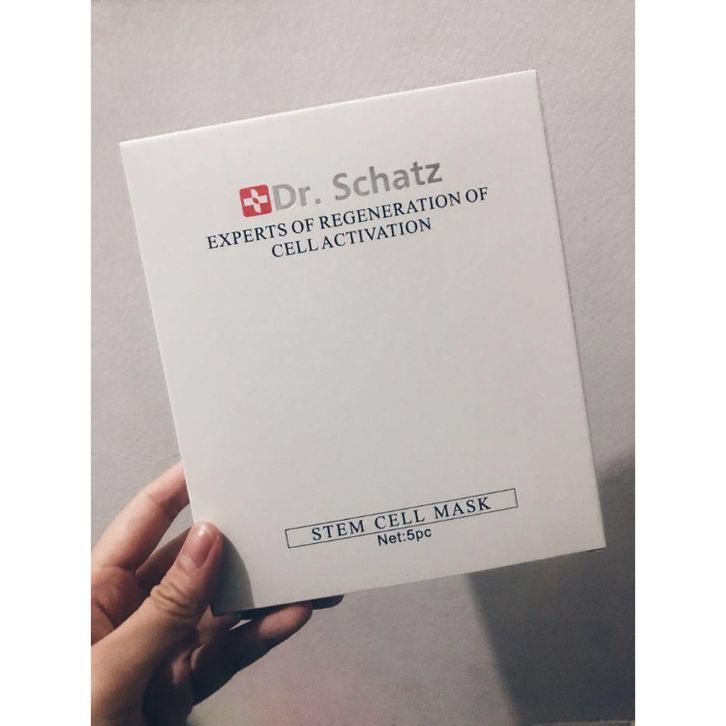 Dr. Schatz
EXPERTS OF REGENERATION OF
CELL ACTIVATION
STEM CELL MASK
Net:5pc